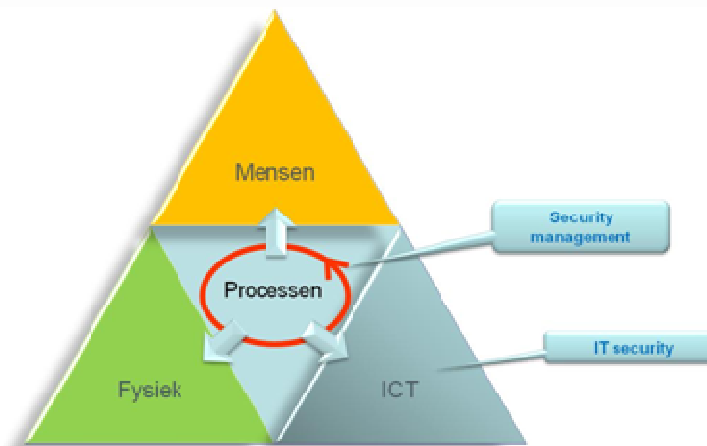 Mensen
Security
management
Processen
IT security
Fysiek
ICT